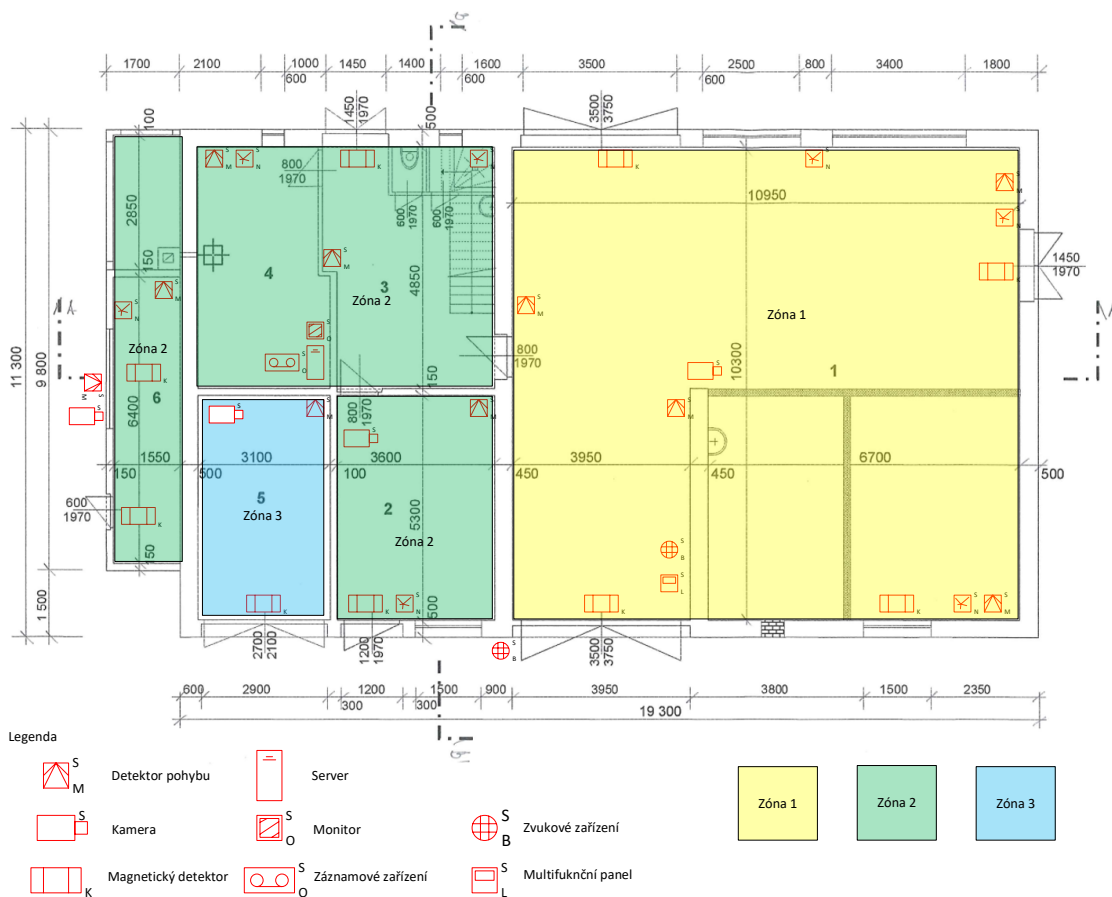 1700 2100 1000 1450 1400 1600 3500 2500 800 3400 1800
600 600 600
1450
1970
500
3500
3750
100
S M
S N
K
S N
K
S N
800
1970
600
1970
600
1970
S M
10950
S N
2850
150
4
S M
3
Zóna 2
4850
Zóna 1
1450
1970
K
11 300
9 800
S M
S N
S M
S O
S O
Zóna 2
K
6
6400
800
1970
S
10300
1
150
S M
S
S
S M
800
1970
S
S M
S M
1550 3100 3600 3950 6700
150 500 100 450 450 500
5
Zóna 3
2
5300
Zóna 2
600
1970
K
S B
S L
150
1 500
K
K
S N
500
K
K
S N
S M
2700
2100
1200
1970
S B
3500
3750
600 2900 1200 1500 900 3950 3800 1500 2350
300 300
19 300
Legenda
S M Detektor pohybu
Server
Zóna 1 Zóna 2 Zóna 3
S Kamera
S O Monitor
S B Zvukové zařízení
K Magnetický detektor
S O Záznamové zařízení
S L Multifuknční panel